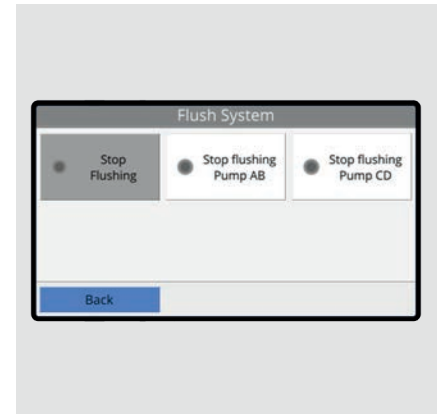 Flush System
Stop
Flushing
Stop flushing
Pump AB
Stop flushing
Pump CD
Back